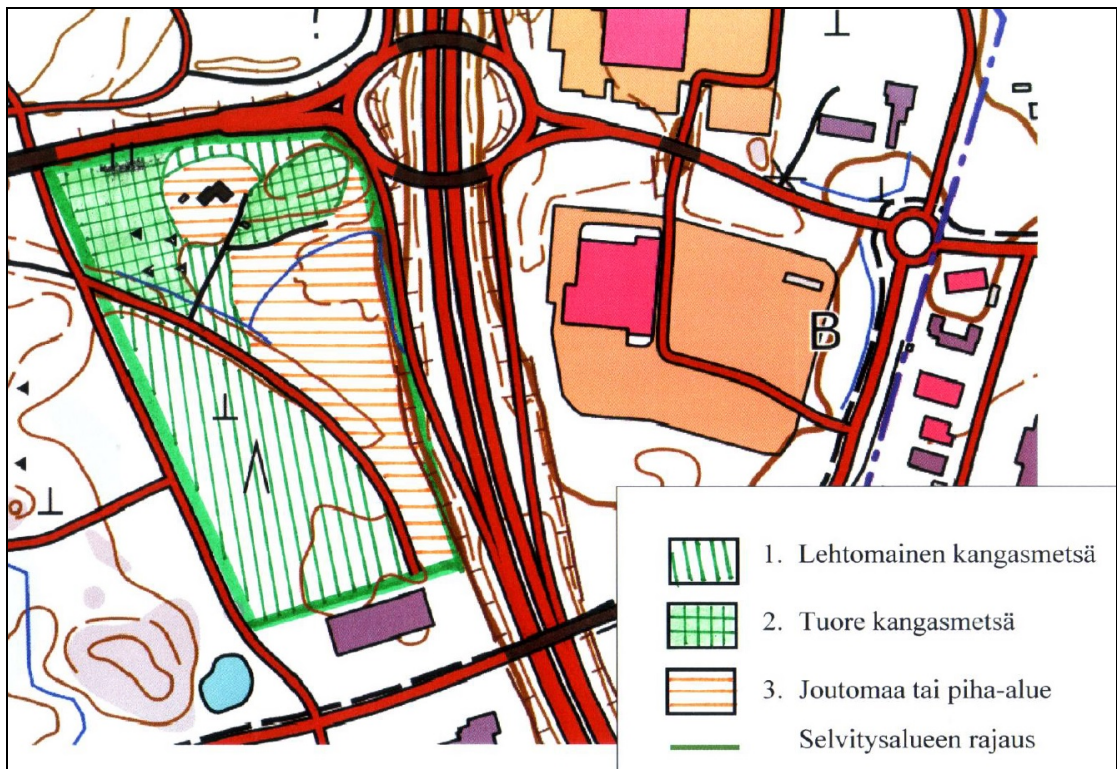 B
1. Lehtomainen kangasmetsä
2. Tuore kangasmetsä
3. Joutomaa tai piha-alue
Selvitysalueen rajaus